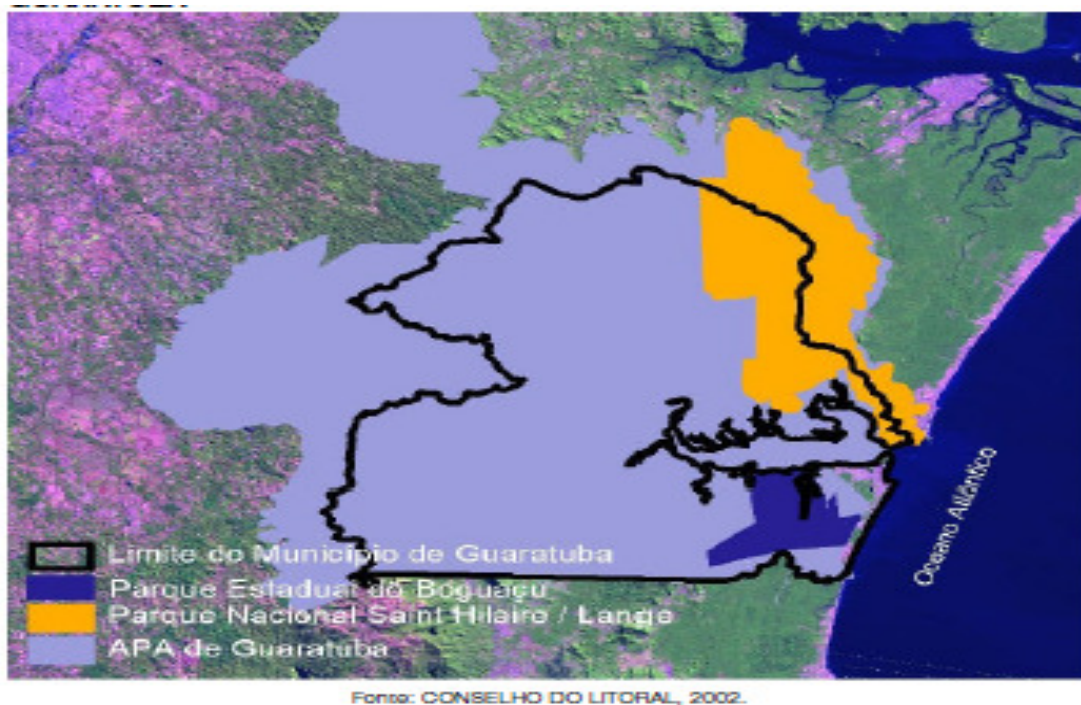 Oceano Atlântico
Limite do Município de Guaratuba
Parque Estadual do Boguaçu
Parque Nacional Saint Hilaire / Lange
APA de Guaratuba
Fonte: CONSELHO DO LITORAL, 2002.